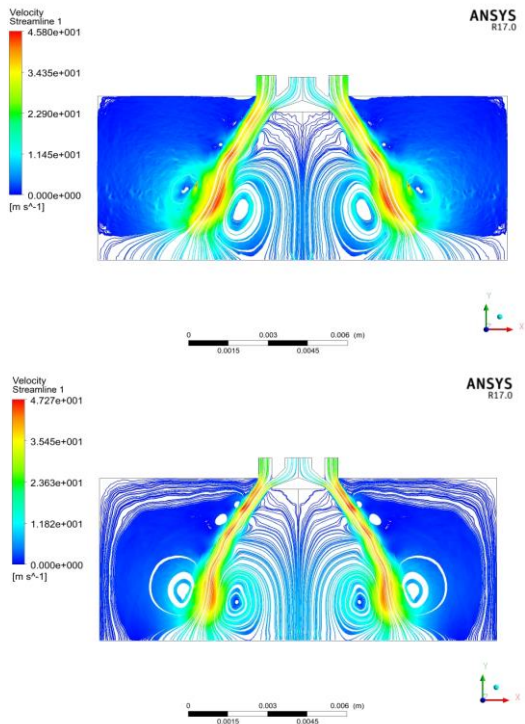 Velocity
Streamline 1
4.580e+001
3.435e+001
2.290e+001
1.145e+001
0.000e+000
[m s^-1]
ANSYS
R17.0
Y
X
0 0.003 0.006 (m)
0.0015 0.0045
Velocity
Streamline 1
4.727e+001
3.545e+001
2.363e+001
1.182e+001
0.000e+000
[m s^-1]
ANSYS
R17.0
Y
X
0 0.003 0.006 (m)
0.0015 0.0045